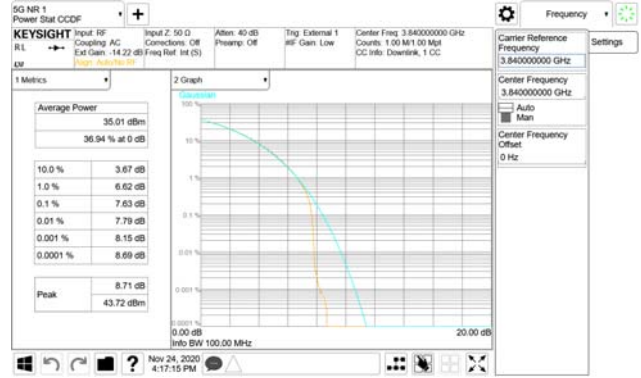 5G NR 1
Power Stat CCDF
Frequency
KEYSIGHT
RL
Input: RF
Coupling: AC
Ext Gain: -14.22 dB
Align: Auto/No RF
Input Z: 50 Ω
Corrections: Off
Freq Ref: Int (S)
Atten: 40 dB
Preamp: Off
Trig: External 1
#IF Gain: Low
Center Freq: 3.840000000 GHz
Counts: 1.00 M/1.00 Mpt
CC Info: Downlink, 1 CC
Carrier Reference
Frequency
3.840000000 GHz
Settings
Center Frequency
3.840000000 GHz
Auto
Man
Center Frequency
Offset
0 Hz
1 Metrics
Average Power
35.01 dBm
36.94 % at 0 dB
10.0 % 3.67 dB
1.0 % 6.62 dB
0.1 % 7.63 dB
0.01 % 7.79 dB
0.001 % 8.15 dB
0.0001 % 8.69 dB
Peak
8.71 dB
43.72 dBm
2 Graph
Gaussian
100 %
10 %
1 %
0.1 %
0.01 %
0.001 %
0.0001 %
0.00 dB
20.00 dB
Info BW 100.00 MHz
?
Nov 24, 2020
4:17:15 PM